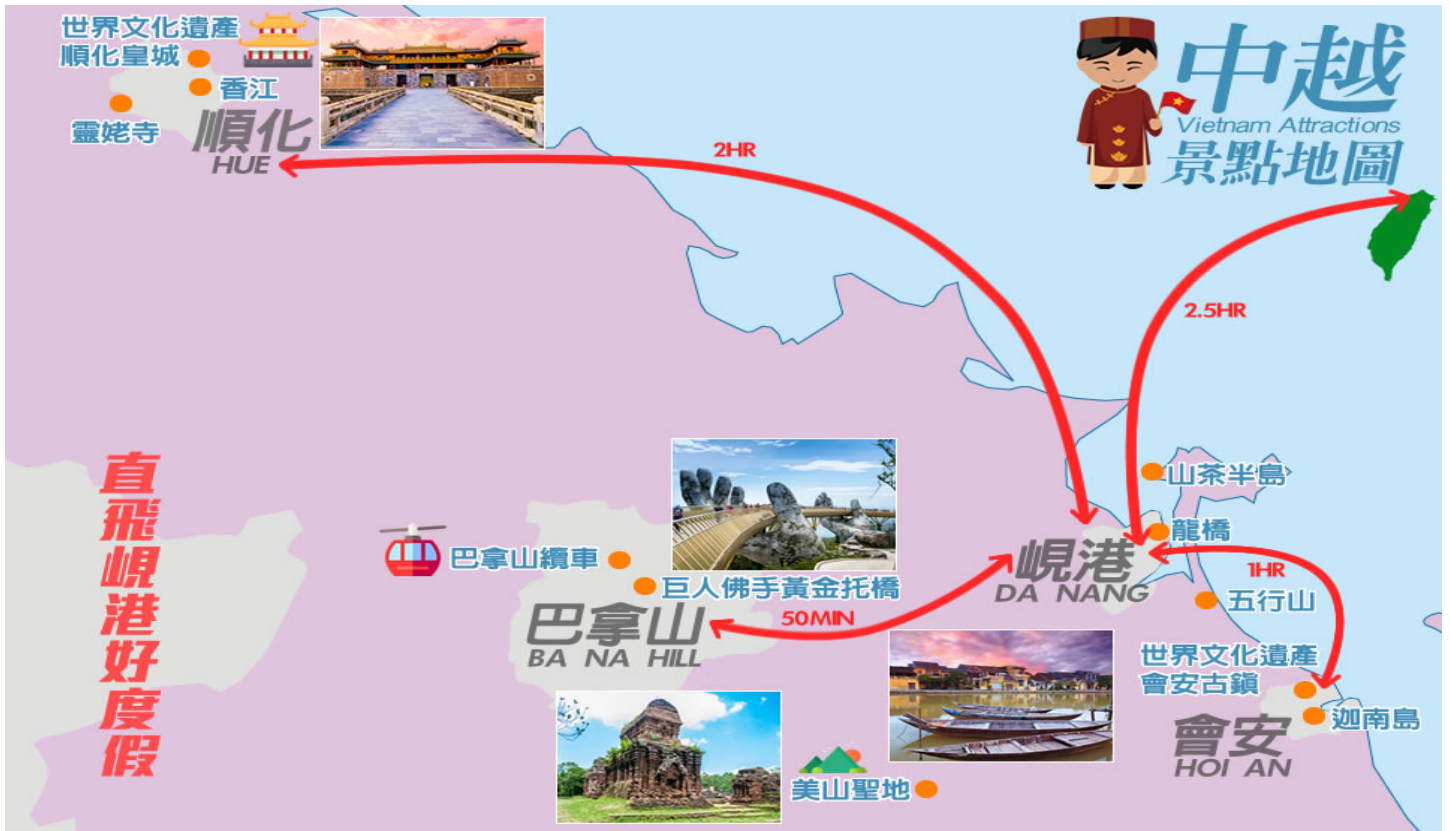 世界文化遺產
順化皇城
香江
靈姥寺
順化
HUE
中越
Vietnam Attractions
景點地圖
2HR
2.5HR
直飛峴港好度假
巴拿山纜車
巨人佛手黃金托橋
巴拿山
BA NA HILL
50MIN
山茶半島
龍橋
峴港
DA NANG
1HR
五行山
世界文化遺產
會安古鎮
迦南島
會安
HOI AN
美山聖地